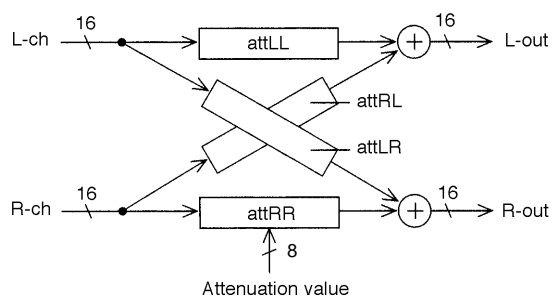 16
16
L-ch
attLL
+
L-out
attRL
attLR
16
16
R-ch
attRR
+
R-out
8
Attenuation value